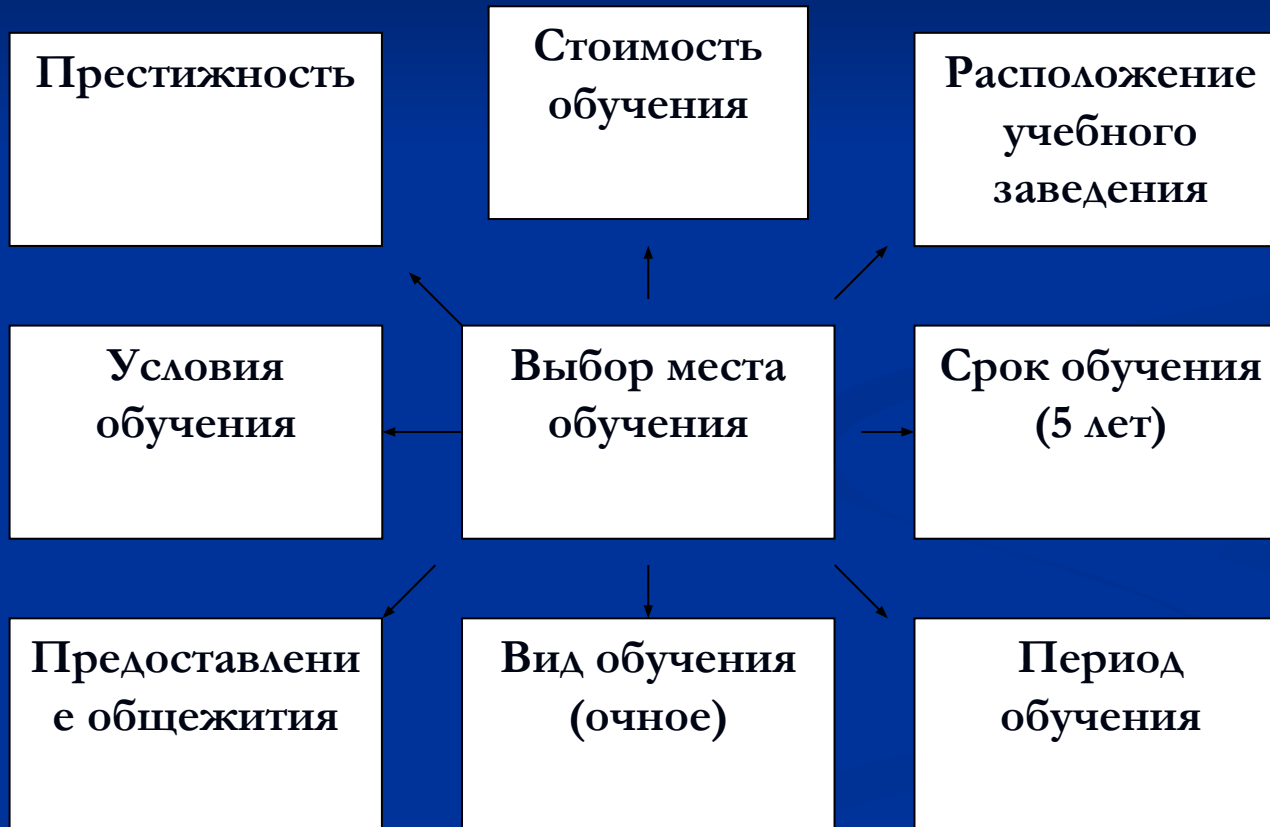 Престижность
Стоимость
обучения
Расположение
учебного
заведения
Условия
обучения
Выбор места
обучения
Срок обучения
(5 лет)
Предоставлени
е общежития
Вид обучения
(очное)
Период
обучения